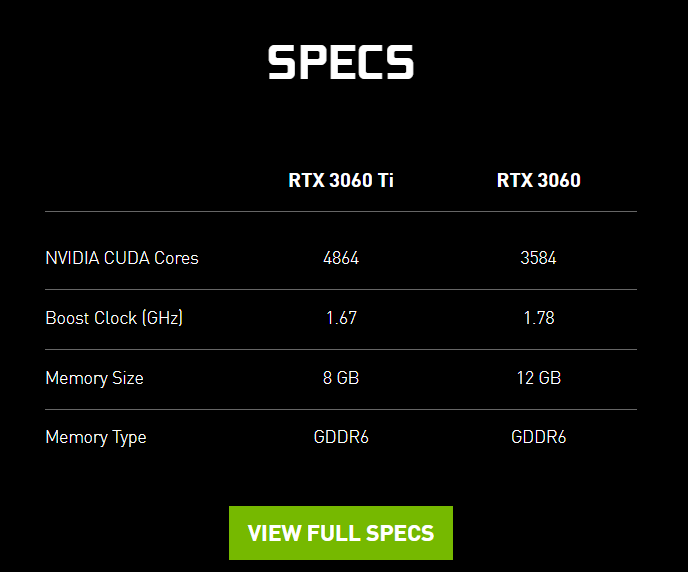 SPECS
RTX 3060 Ti RTX 3060
NVIDIA CUDA Cores 4864 3584
Boost Clock (GHz) 1.67 1.78
Memory Size 8 GB 12 GB
Memory Type GDDR6 GDDR6
VIEW FULL SPECS